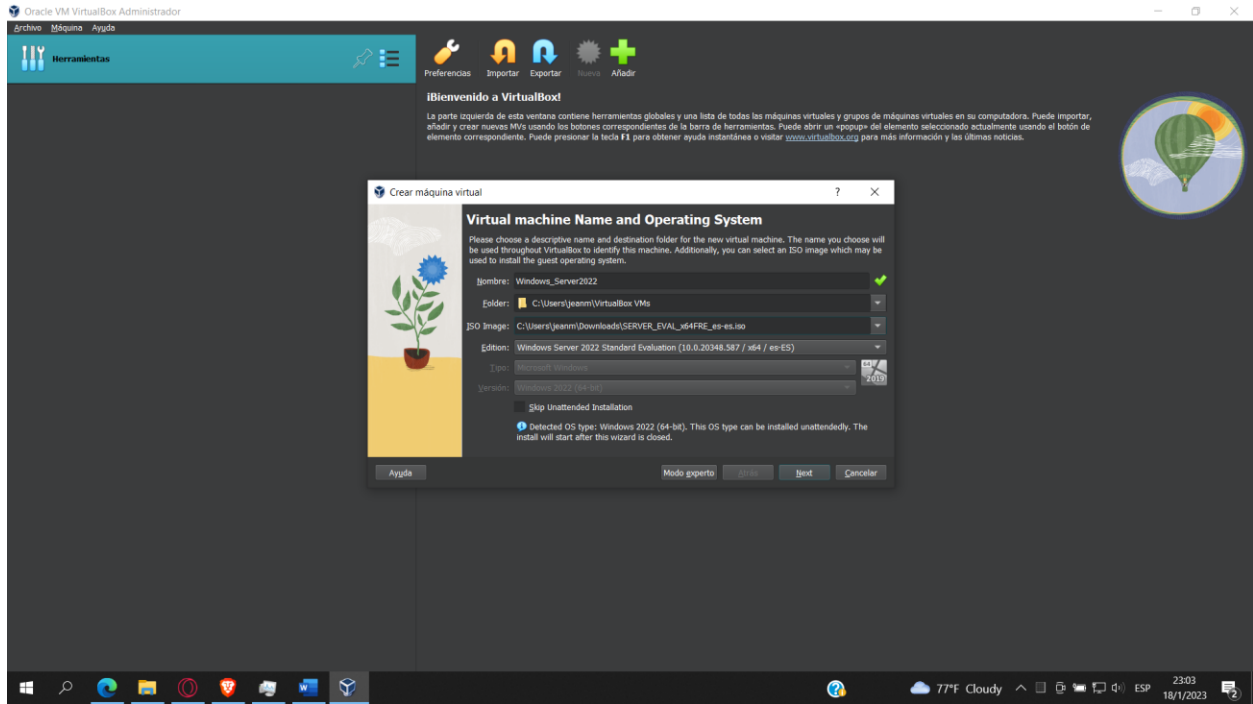 Oracle VM VirtualBox Administrador
Archivo Máquina Ayuda
Herramientas
Preferencias Importar Exportar Nueva Añadir
¡Bienvenido a VirtualBox!
La parte izquierda de esta ventana contiene herramientas globales y una lista de todas las máquinas virtuales y grupos de máquinas virtuales en su computadora. Puede importar,
añadir y crear nuevas MVs usando los botones correspondientes de la barra de herramientas. Puede abrir un «popup» del elemento seleccionado actualmente usando el botón de
elemento correspondiente. Puede presionar la tecla F1 para obtener ayuda instantánea o visitar www.virtualbox.org para más información y las últimas noticias.
Crear máquina virtual ?
Virtual machine Name and Operating System
Please choose a descriptive name and destination folder for the new virtual machine. The name you choose will
be used throughout VirtualBox to identify this machine. Additionally, you can select an ISO image which may be
used to install the guest operating system.
Nombre: Windows_Server2022
Folder: C:\Users\jeanm\VirtualBox VMs
ISO Image: C:\Users\jeanm\Downloads\SERVER_EVAL_x64FRE_es-es.iso
Edition: Windows Server 2022 Standard Evaluation (10.0.20348.587 / x64 / es-ES)
Tipo: Microsoft Windows
Versión: Windows 2022 (64-bit)
64
2019
Skip Unattended Installation
Detected OS type: Windows 2022 (64-bit). This OS type can be installed unattendedly. The
install will start after this wizard is closed.
Ayuda Modo experto Atrás Next Cancelar
77°F Cloudy ESP 23:03
18/1/2023 2